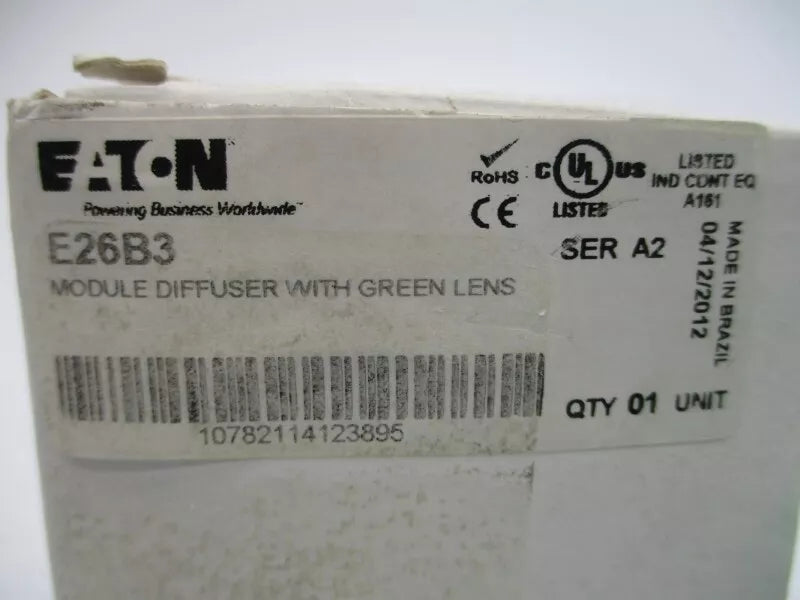 EATON
Powering Business Worldwide™
RoHS
CE
C UL US
LISTED
LISTED
IND CONT EQ
A161
E26B3
SER A2
MODULE DIFFUSER WITH GREEN LENS
MADE IN BRAZIL
04/12/2012
10782114123895
QTY 01 UNIT